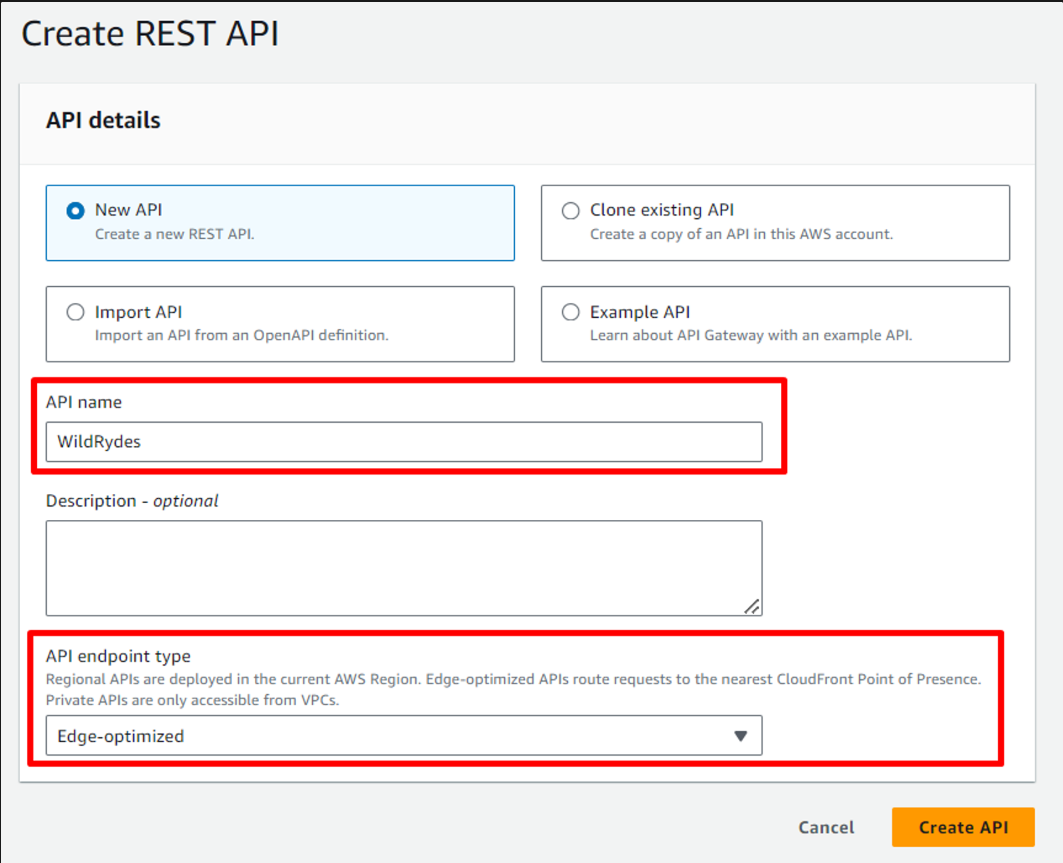 Create REST API
API details
New API
Create a new REST API.
Clone existing API
Create a copy of an API in this AWS account.
Import API
Import an API from an OpenAPI definition.
Example API
Learn about API Gateway with an example API.
API name
WildRydes
Description - optional
API endpoint type
Regional APIs are deployed in the current AWS Region. Edge-optimized APIs route requests to the nearest CloudFront Point of Presence.
Private APIs are only accessible from VPCs.
Edge-optimized
Cancel
Create API